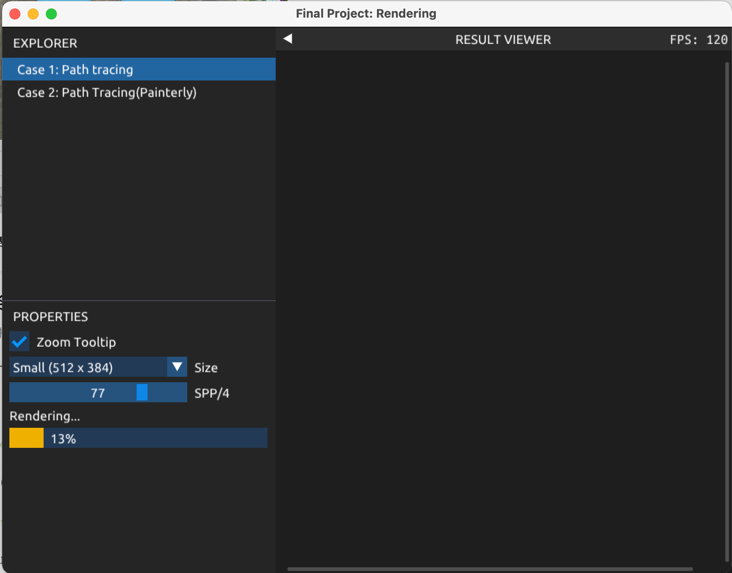 Final Project: Rendering
EXPLORER
Case 1: Path tracing
Case 2: Path Tracing(Painterly)
RESULT VIEWER
FPS: 120
PROPERTIES
Zoom Tooltip
Small (512 x 384) Size
77 SPP/4
Rendering...
13%